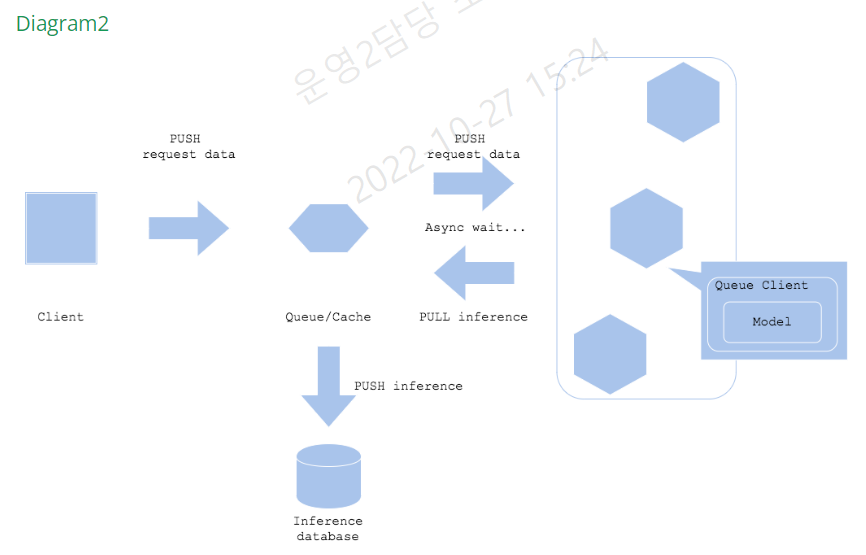 Diagram2
운영2담당
2022-10-27 15:24
PUSH
request data
PUSH
request data
Async wait...
Queue Client
Model
Client
Queue/Cache
PULL inference
PUSH inference
Inference
database